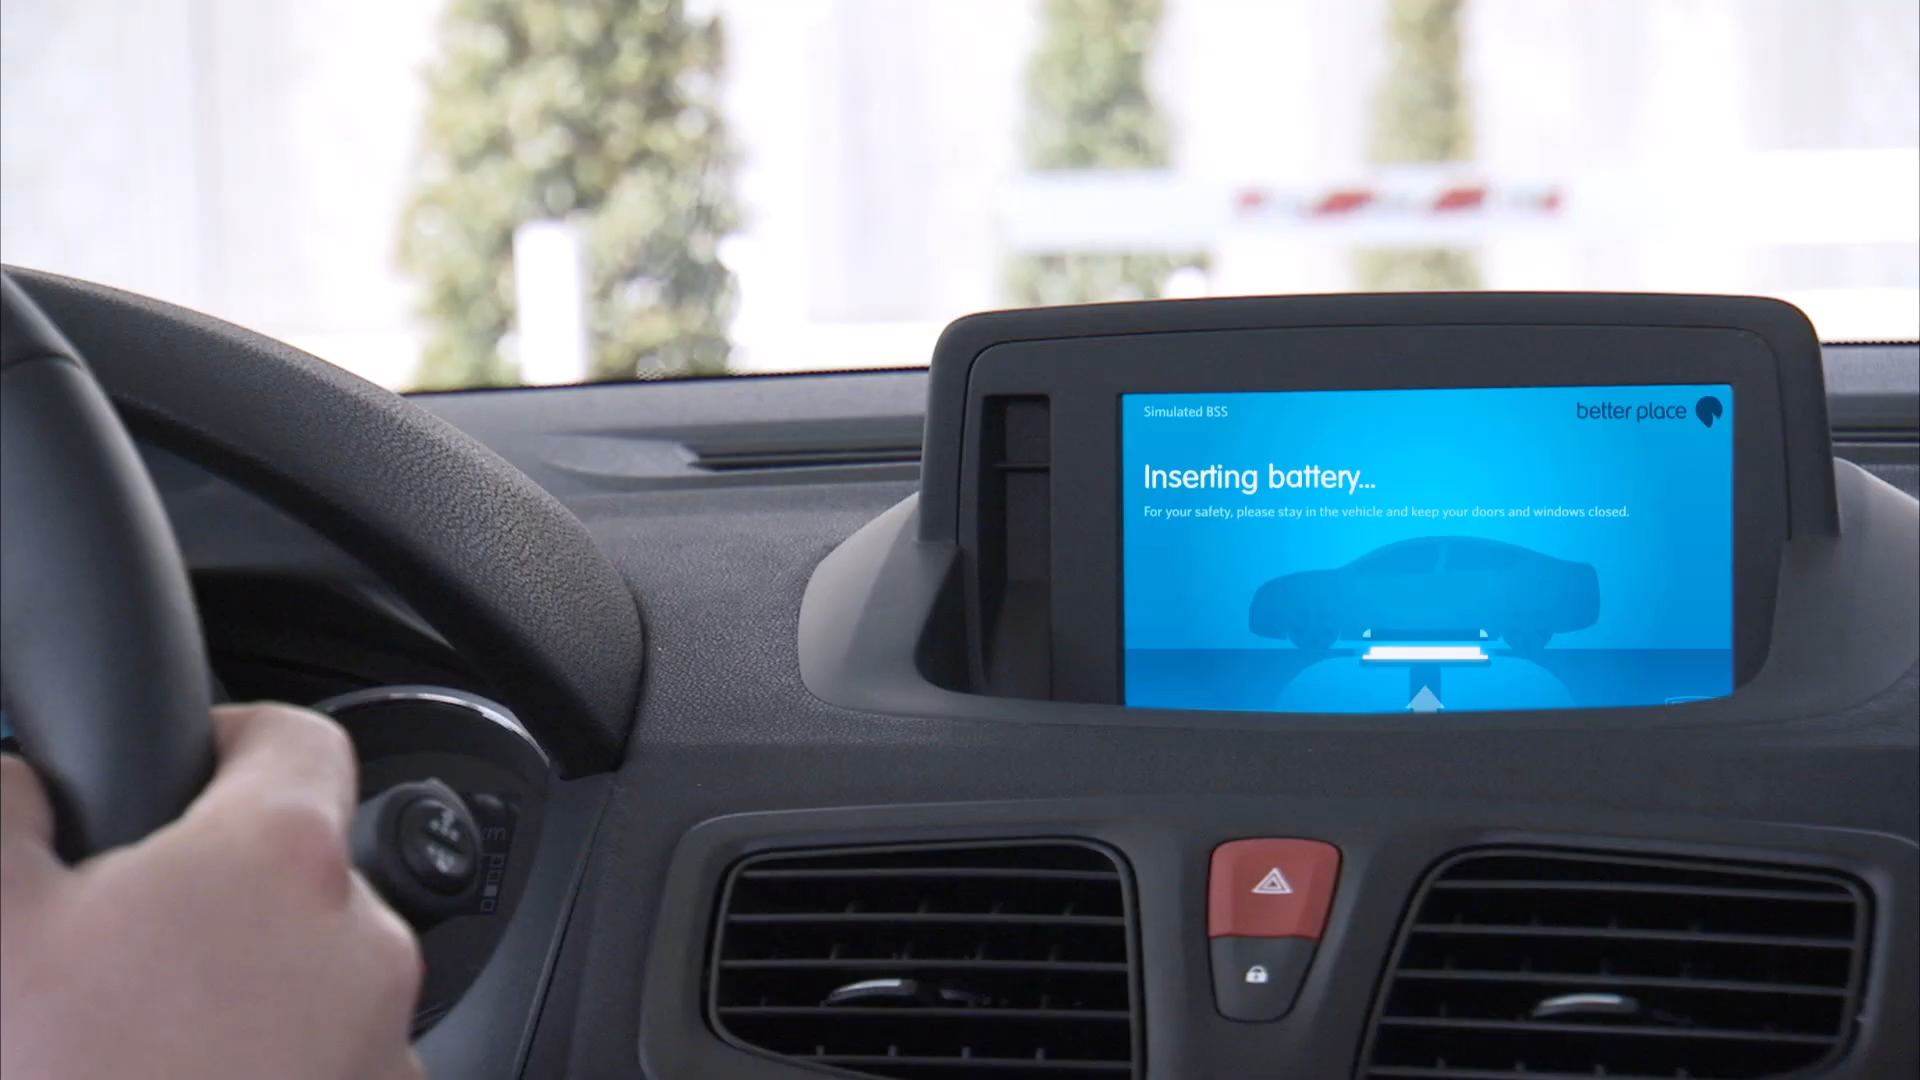 Simulated BSS
better place
Inserting battery...
For your safety, please stay in the vehicle and keep your doors and windows closed.
km